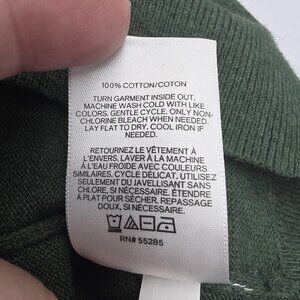 100% COTTON/COTON
TURN GARMENT INSIDE OUT.
MACHINE WASH COLD WITH LIKE
COLORS. GENTLE CYCLE. ONLY NON-
CHLORINE BLEACH WHEN NEEDED.
LAY FLAT TO DRY. COOL IRON IF
NEEDED.
RETOURNEZ LE VÊTEMENT À
L'ENVERS. LAVER À LA MACHINE
À L'EAU FROIDE AVEC COULEURS
SIMILAIRES. CYCLE DÉLICAT. UTILISEZ
SEULEMENT DU JAVELLISANT SANS
CHLORE, SI NÉCESSAIRE. ÉTENDRE
À PLAT POUR SÉCHER. REPASSAGE
DOUX, SI NÉCESSAIRE.
RN# 55285